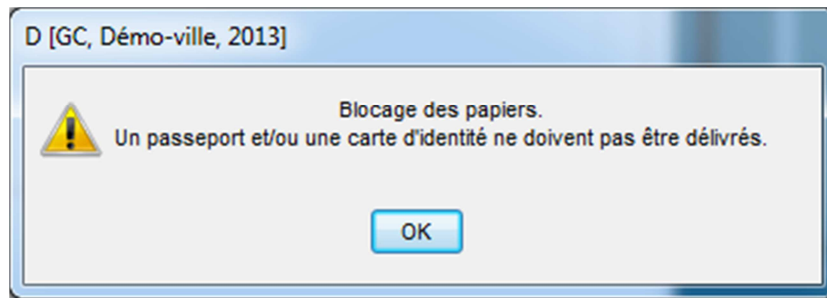 D [GC, Démo-ville, 2013]
Blocage des papiers.
Un passeport et/ou une carte d'identité ne doivent pas être délivrés.
OK